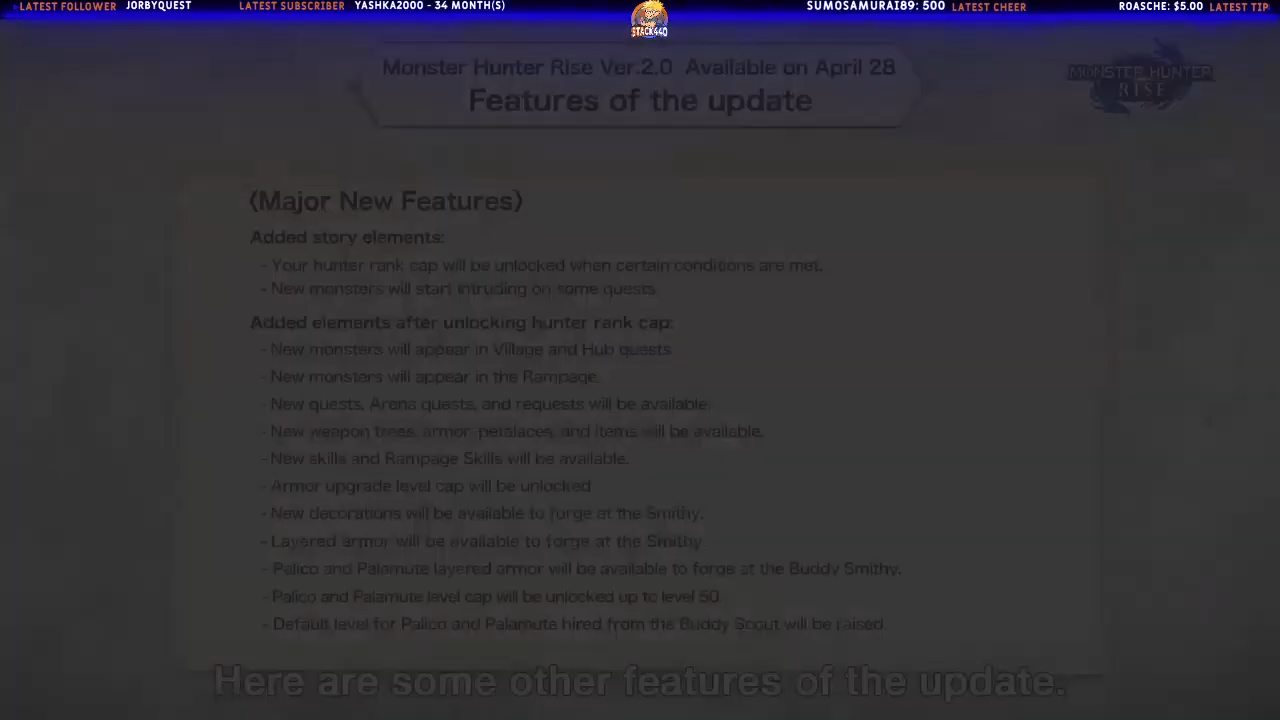 LATEST FOLLOWER JORBYQUEST LATEST SUBSCRIBER YASHKA2000 - 34 MONTH(S) SUMOSAMURAI89: 500 LATEST CHEER ROASCHE: $5.00 LATEST TIP
STACK440
Monster Hunter Rise Ver.2.0 Available on April 28
Features of the update
MONSTER HUNTER
RISE
(Major New Features)
Added story elements:
- Your hunter rank cap will be unlocked when certain conditions are met.
- New monsters will start intruding on some quests.
Added elements after unlocking hunter rank cap:
- New monsters will appear in Village and Hub quests.
- New monsters will appear in the Rampage.
- New quests, Arena quests, and requests will be available.
- New weapon trees, armor, petalaces, and items will be available.
- New skills and Rampage Skills will be available.
- Armor upgrade level cap will be unlocked.
- New decorations will be available to forge at the Smithy.
- Layered armor will be available to forge at the Smithy.
- Palico and Palamute layered armor will be available to forge at the Buddy Smithy.
- Palico and Palamute level cap will be unlocked up to level 50.
- Default level for Palico and Palamute hired from the Buddy Scout will be raised.
Here are some other features of the update.